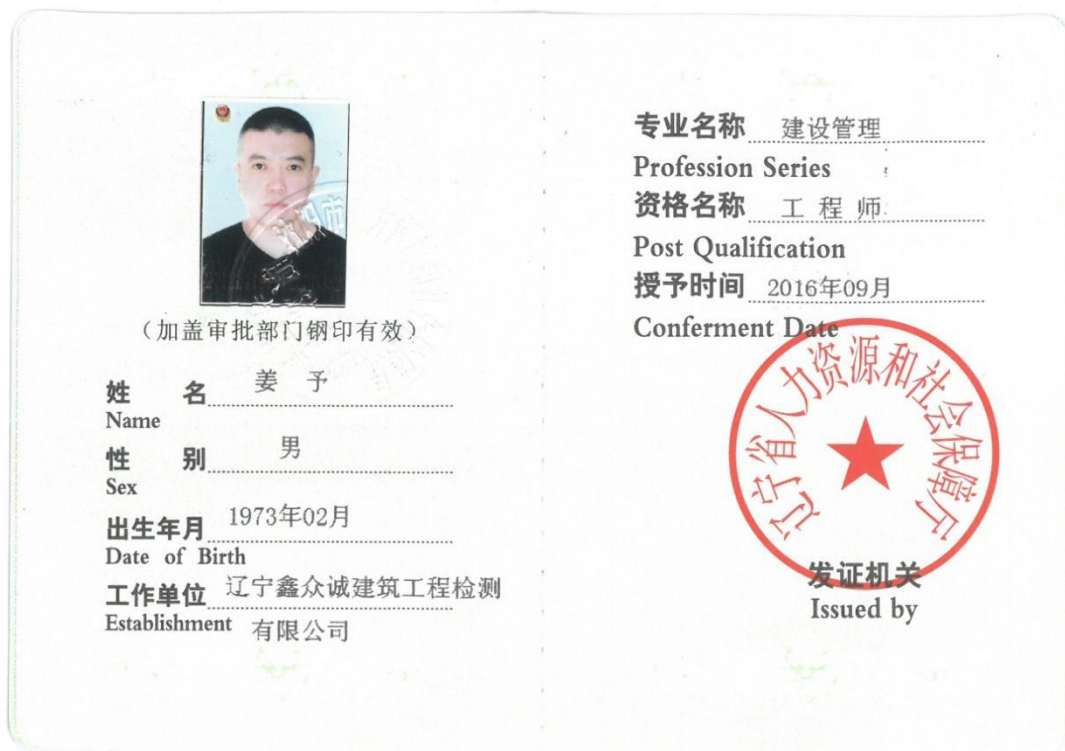 （加盖审批部门钢印有效）
姓 名 姜 予
Name
性 别 男
Sex
出生年月 1973年02月
Date of Birth
工作单位 辽宁鑫众诚建筑工程检测
Establishment 有限公司
专业名称 建设管理
Profession Series
资格名称 工程师
Post Qualification
授予时间 2016年09月
Conferment Date
辽宁省人力资源和社会保障厅
发证机关
Issued by